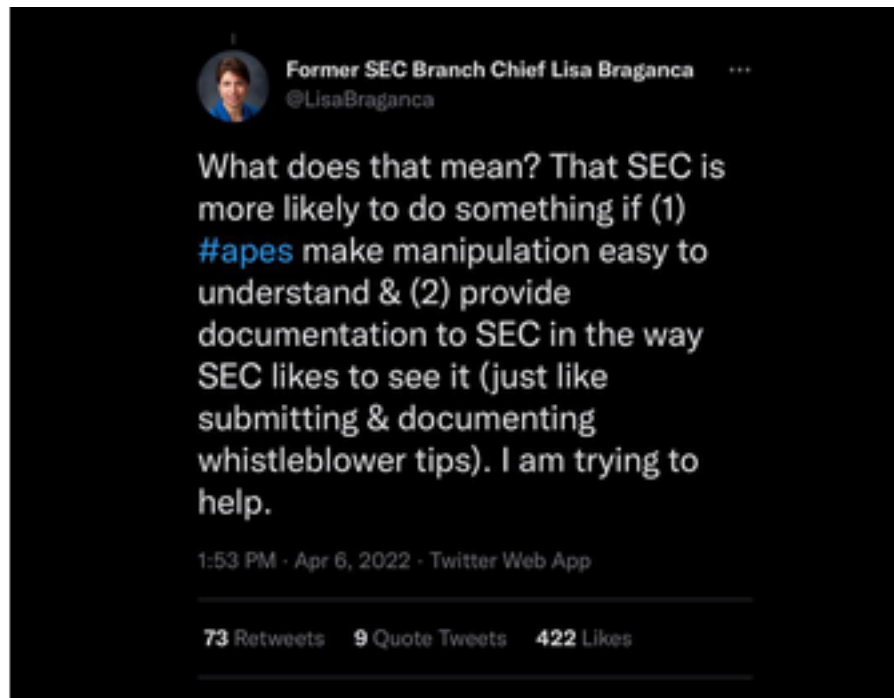 Former SEC Branch Chief Lisa Braganca
@LisaBraganca
What does that mean? That SEC is
more likely to do something if (1)
#apes make manipulation easy to
understand & (2) provide
documentation to SEC in the way
SEC likes to see it (just like
submitting & documenting
whistleblower tips). I am trying to
help.
1:53 PM · Apr 6, 2022 · Twitter Web App
73 Retweets 9 Quote Tweets 422 Likes